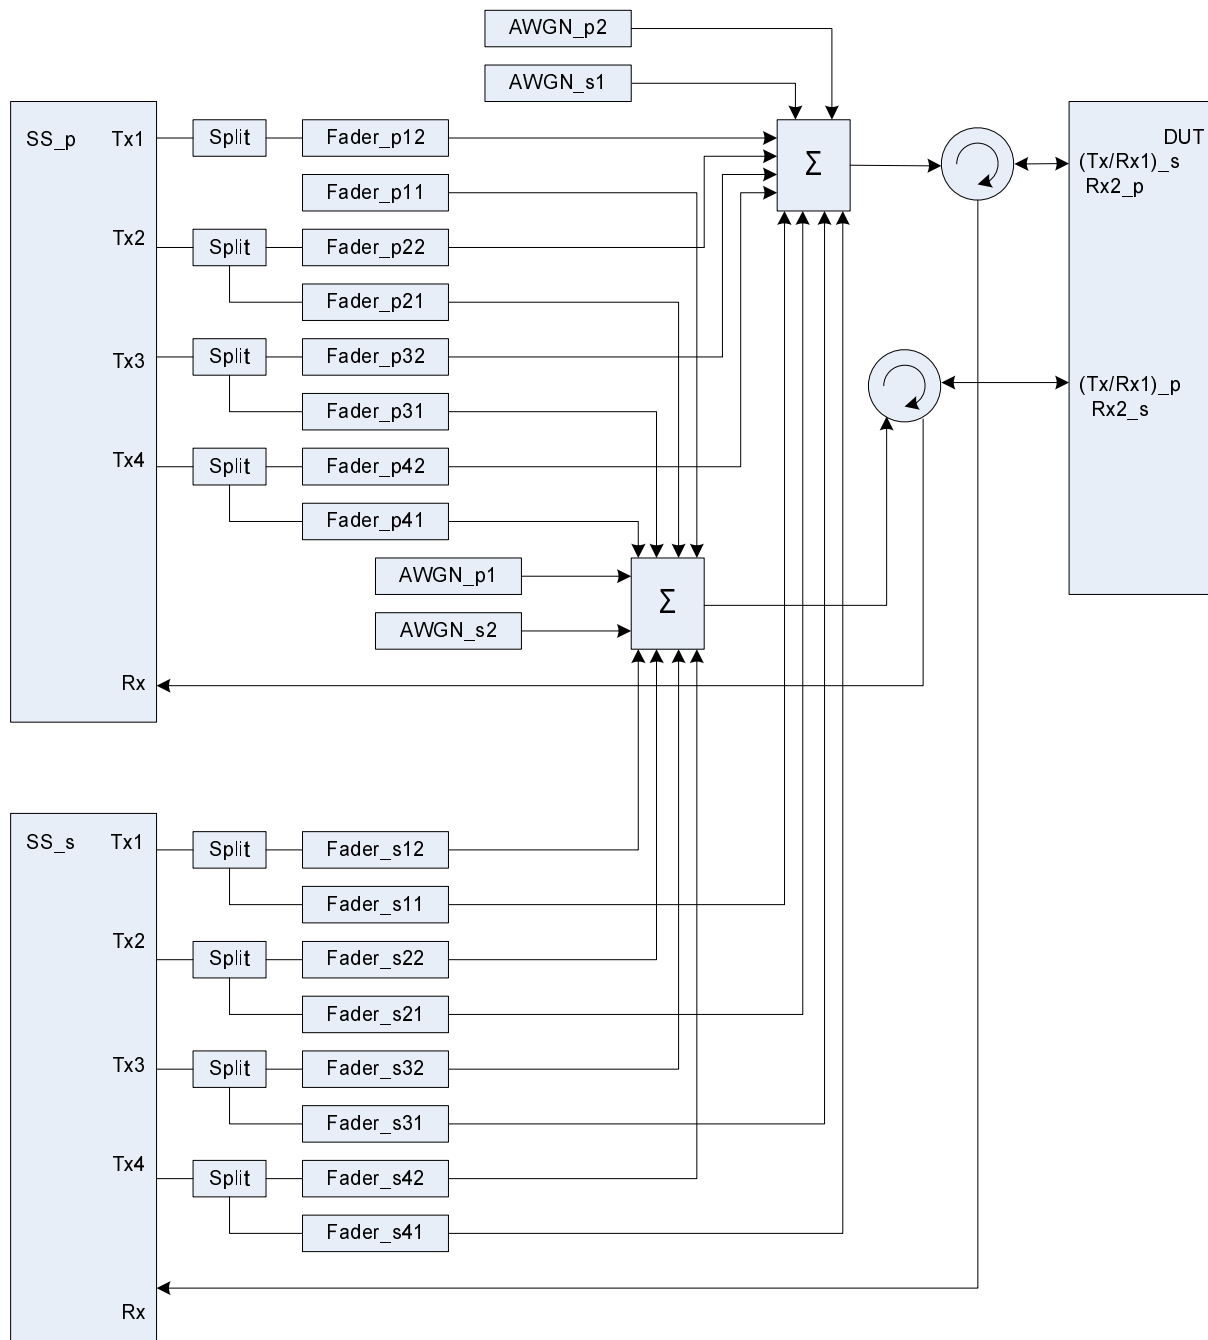 AWGN_p2
AWGN_s1
SS_p
Tx1
Split
Fader_p12
Σ
DUT
(Tx/Rx1)_s
Rx2_p
Fader_p11
Tx2
Split
Fader_p22
Fader_p21
Tx3
Split
Fader_p32
(Tx/Rx1)_p
Rx2_s
Fader_p31
Tx4
Split
Fader_p42
Fader_p41
AWGN_p1
Σ
AWGN_s2
Rx
SS_s
Tx1
Split
Fader_s12
Fader_s11
Tx2
Split
Fader_s22
Fader_s21
Tx3
Split
Fader_s32
Fader_s31
Tx4
Split
Fader_s42
Fader_s41
Rx